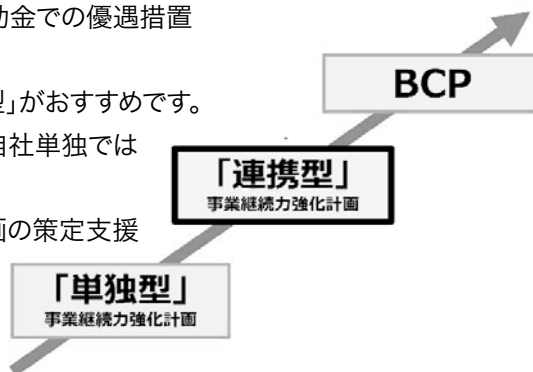 助金での優遇措置
型」がおすすめです。
自社単独では
画の策定支援
BCP
「連携型」
事業継続力強化計画
「単独型」
事業継続力強化計画